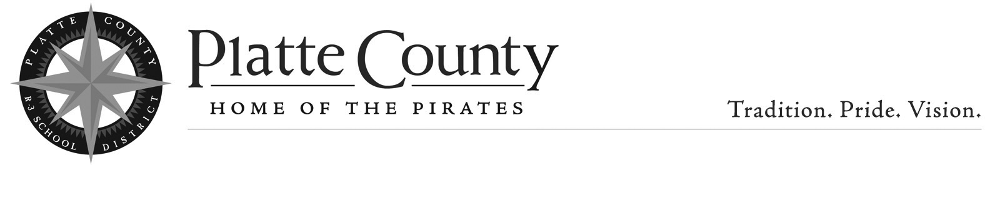 PLATTE COUNTY
R-3 SCHOOL DISTRICT
Platte County
HOME OF THE PIRATES
Tradition. Pride. Vision.